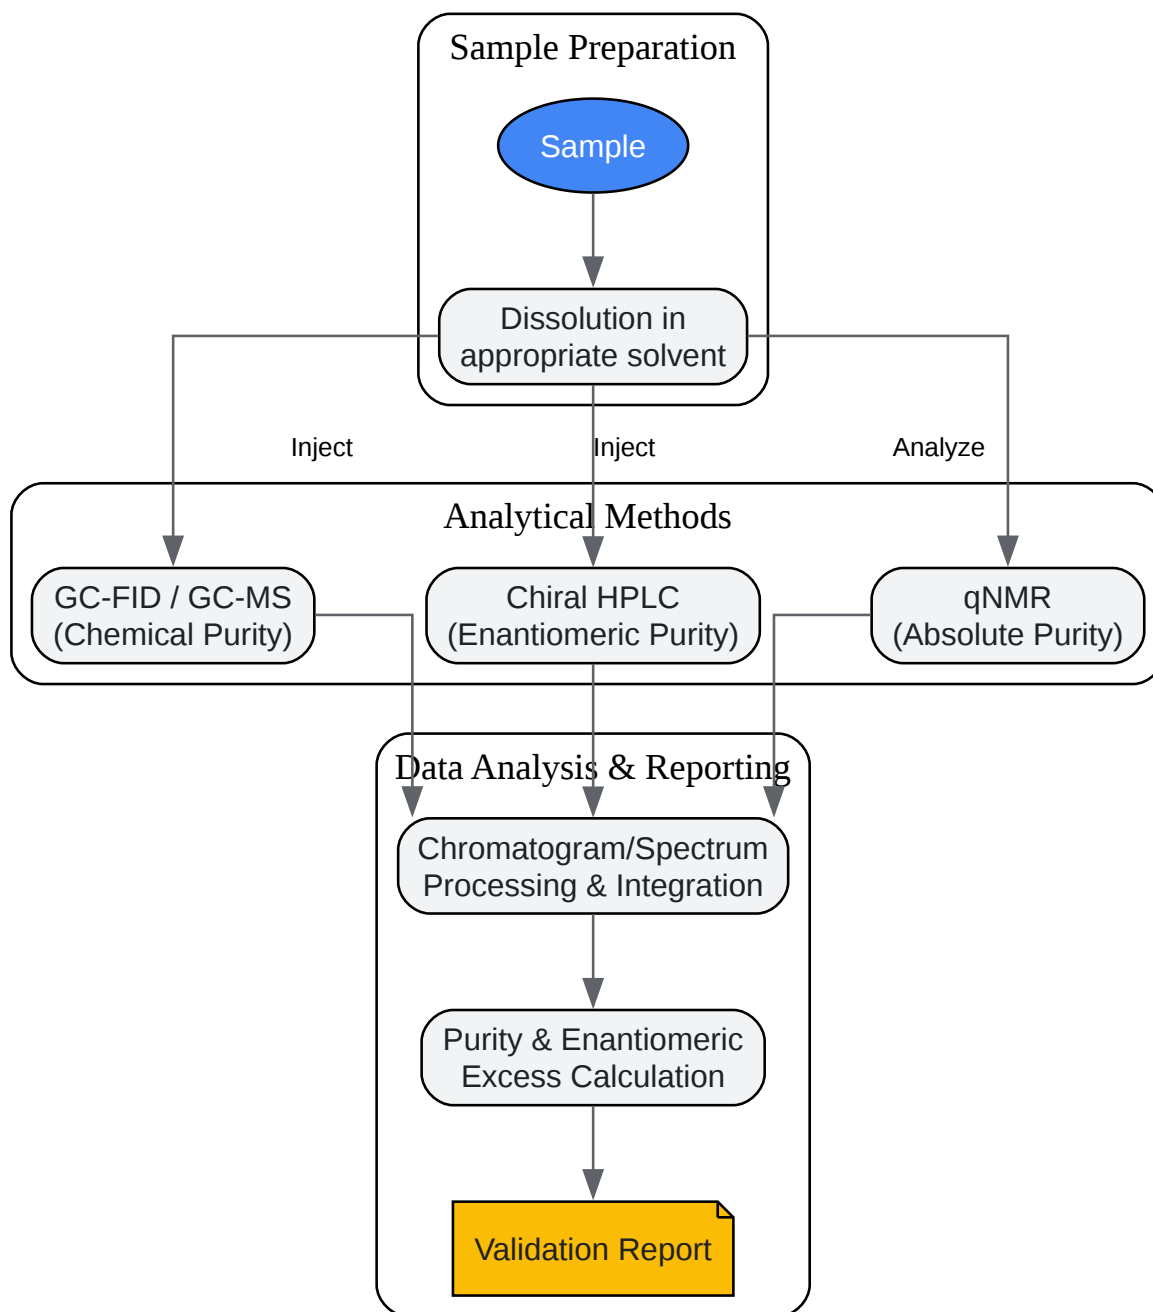 Sample Preparation
Sample
Dissolution in
appropriate solvent
Inject
Inject
Analyze
Analytical Methods
GC-FID / GC-MS
(Chemical Purity)
Chiral HPLC
(Enantiomeric Purity)
qNMR
(Absolute Purity)
Data Analysis & Reporting
Chromatogram/Spectrum
Processing & Integration
Purity & Enantiomeric
Excess Calculation
Validation Report